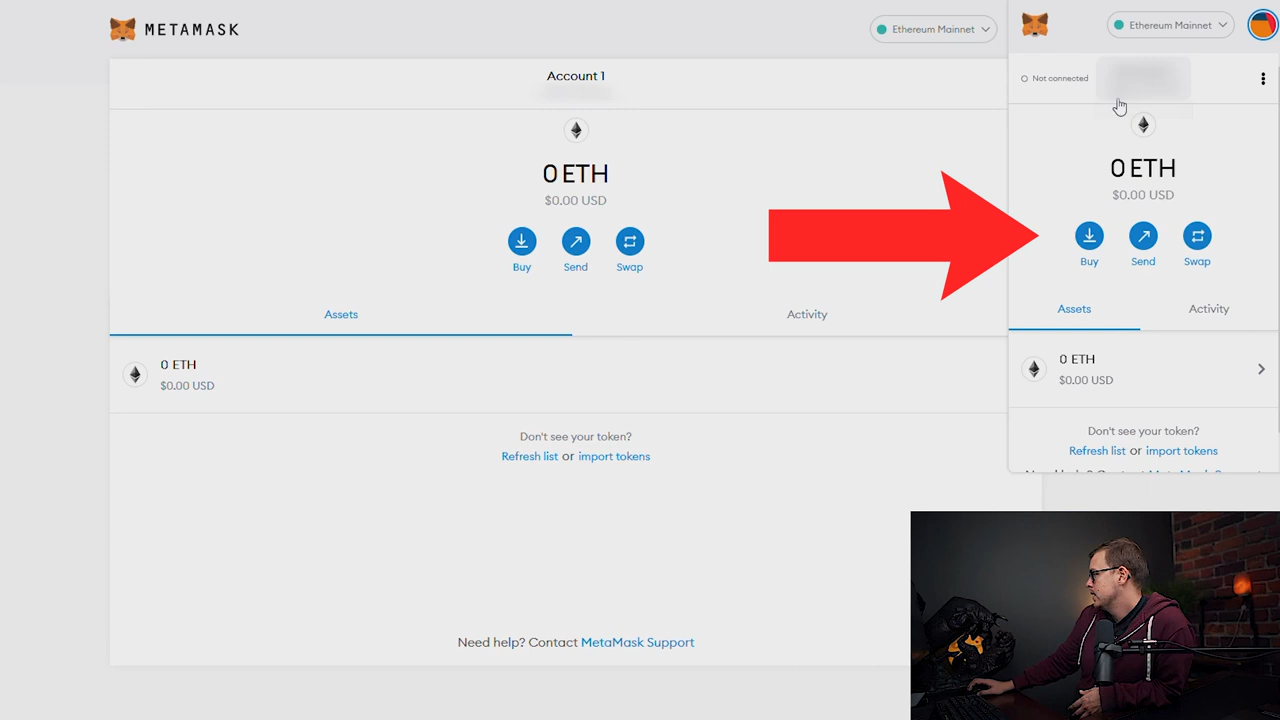 METAMASK
Ethereum Mainnet
Account 1
0 ETH
$0.00 USD
Buy
Send
Swap
Assets
Activity
0 ETH
$0.00 USD
Don't see your token?
Refresh list or import tokens
Need help? Contact MetaMask Support
Ethereum Mainnet
Not connected
0 ETH
$0.00 USD
Buy
Send
Swap
Assets
Activity
0 ETH
$0.00 USD
Don't see your token?
Refresh list or import tokens